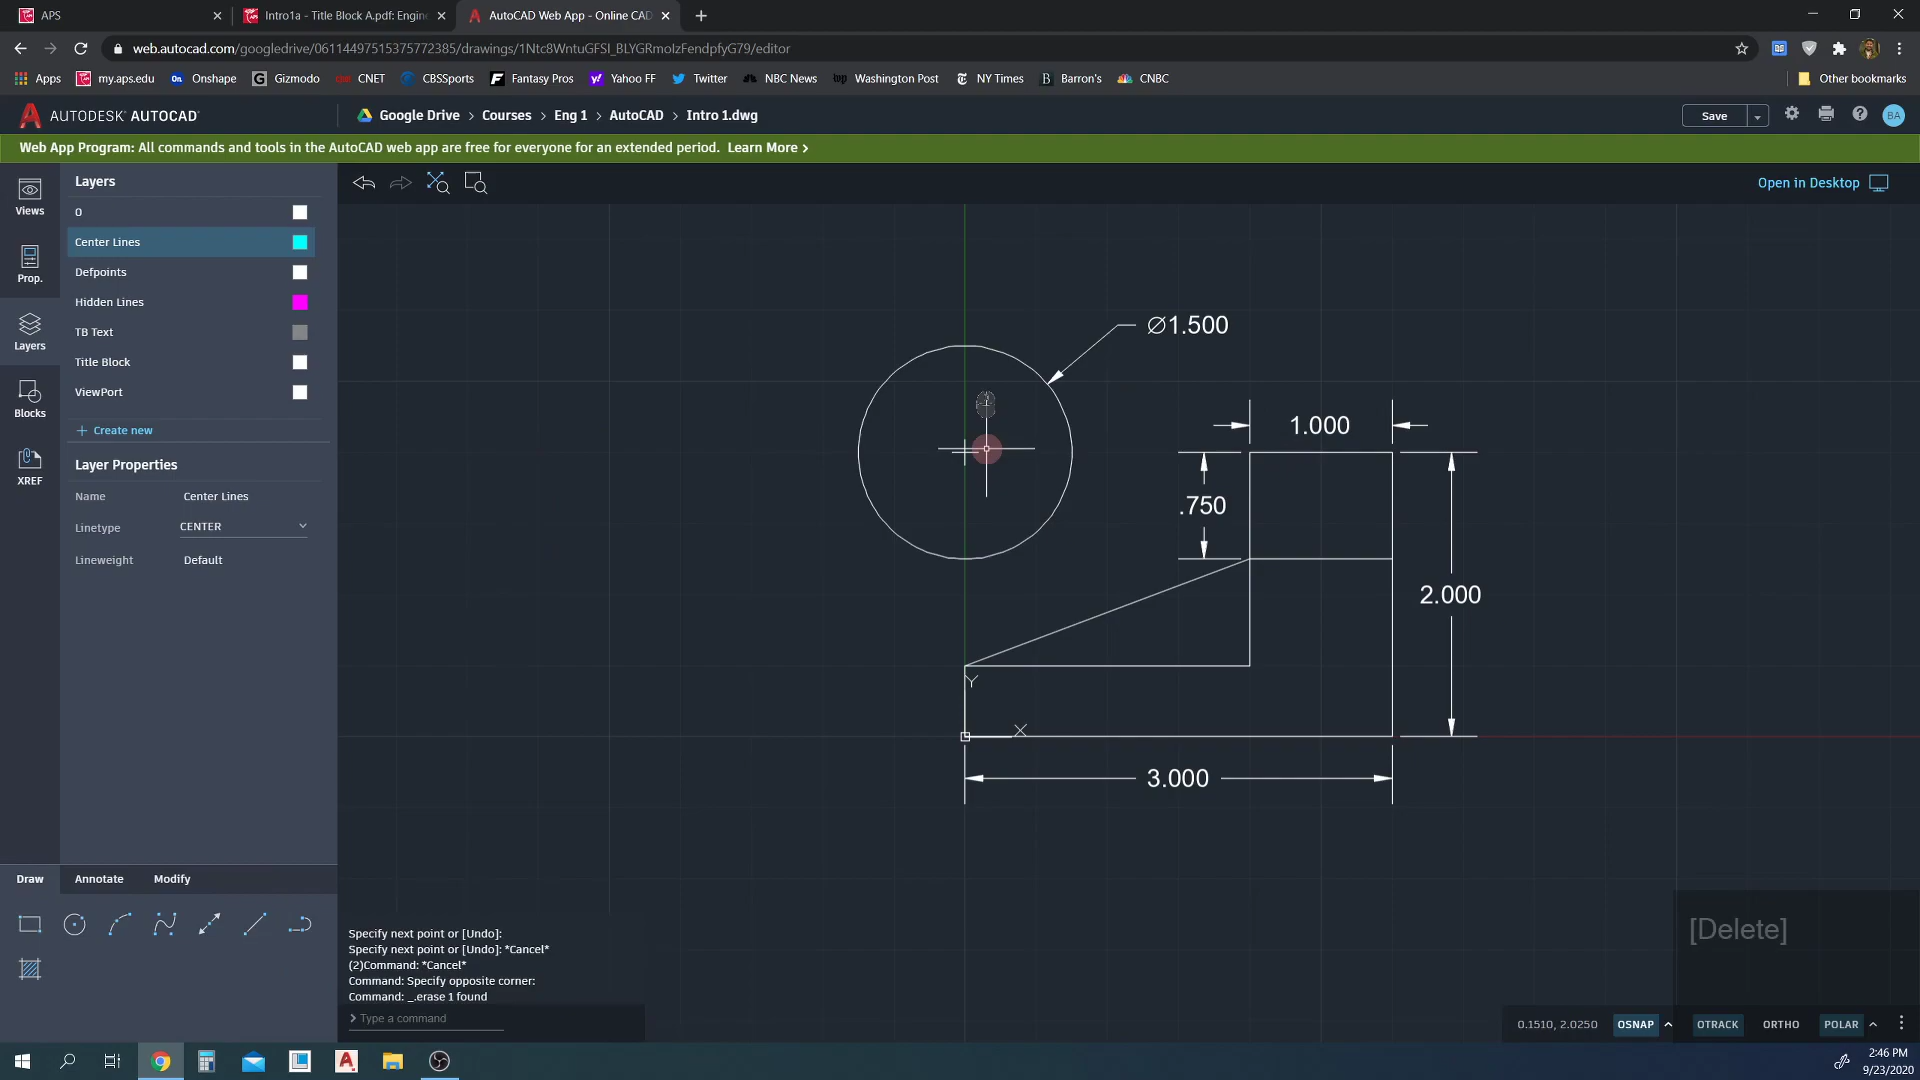 APS
Intro1a - Title Block A.pdf: Engine
AutoCAD Web App - Online CAD
web.autocad.com/googledrive/06114497515375772385/drawings/1Ntc8WntuGFSI_BLYGRmoIzFendpfyG79/editor
Apps
my.aps.edu
On
Onshape
G
Gizmodo
CNET
CBSSports
F
Fantasy Pros
Yahoo FF
Twitter
NBC News
wp
Washington Post
NY Times
B
Barron's
CNBC
Other bookmarks
AUTODESK® AUTOCAD®
Google Drive > Courses > Eng 1 > AutoCAD > Intro 1.dwg
Save
BA
Web App Program: All commands and tools in the AutoCAD web app are free for everyone for an extended period. Learn More >
Views
Prop.
Layers
Blocks
XREF
Layers
0
Center Lines
Defpoints
Hidden Lines
TB Text
Title Block
ViewPort
+ Create new
Layer Properties
Name Center Lines
Linetype CENTER
Lineweight Default
Open in Desktop
∅1.500
1.000
.750
2.000
Y
X
3.000
Draw
Annotate
Modify
Specify next point or [Undo]:
Specify next point or [Undo]: *Cancel*
(2)Command: *Cancel*
Command: Specify opposite corner:
Command: _.erase 1 found
Type a command
[Delete]
0.1510, 2.0250
OSNAP
OTRACK
ORTHO
POLAR
2:46 PM
9/23/2020